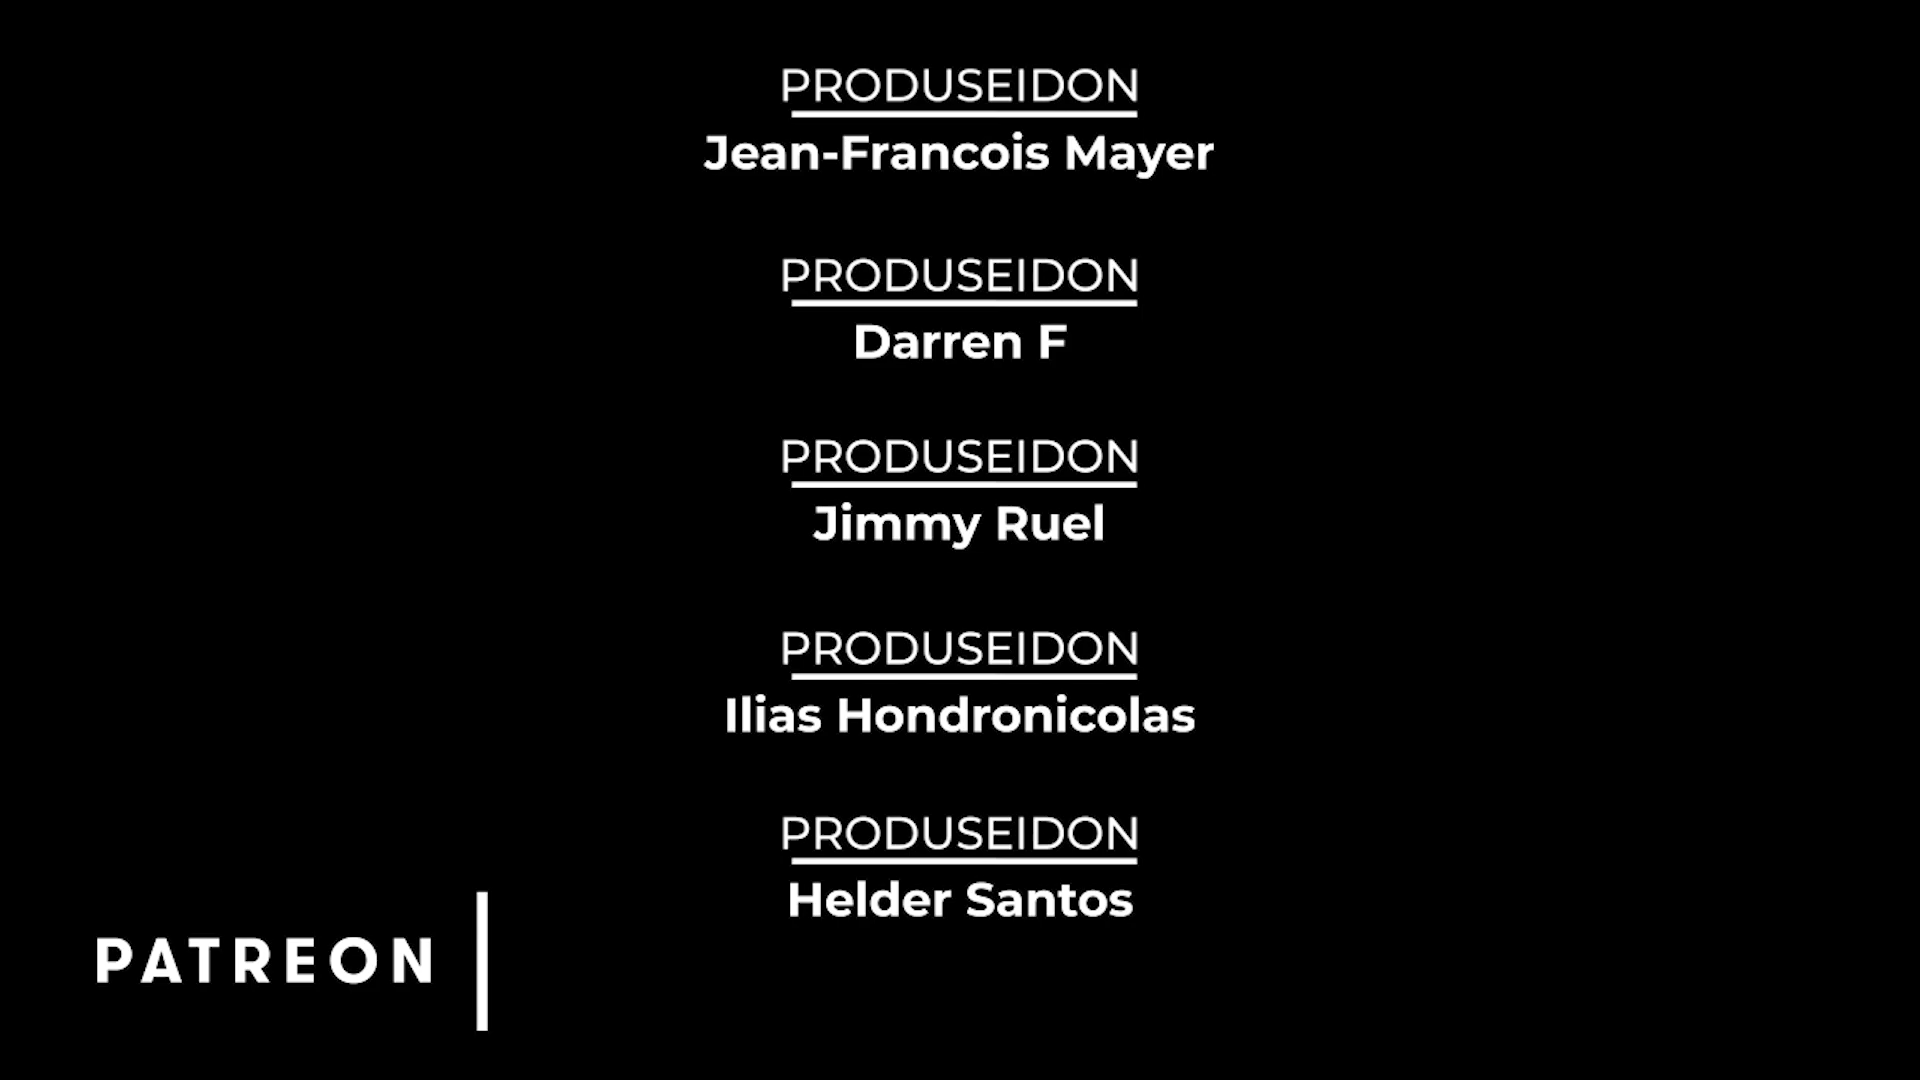 PRODUSEIDON
Jean-Francois Mayer
PRODUSEIDON
Darren F
PRODUSEIDON
Jimmy Ruel
PRODUSEIDON
Ilias Hondronicolas
PRODUSEIDON
Helder Santos
PATREON